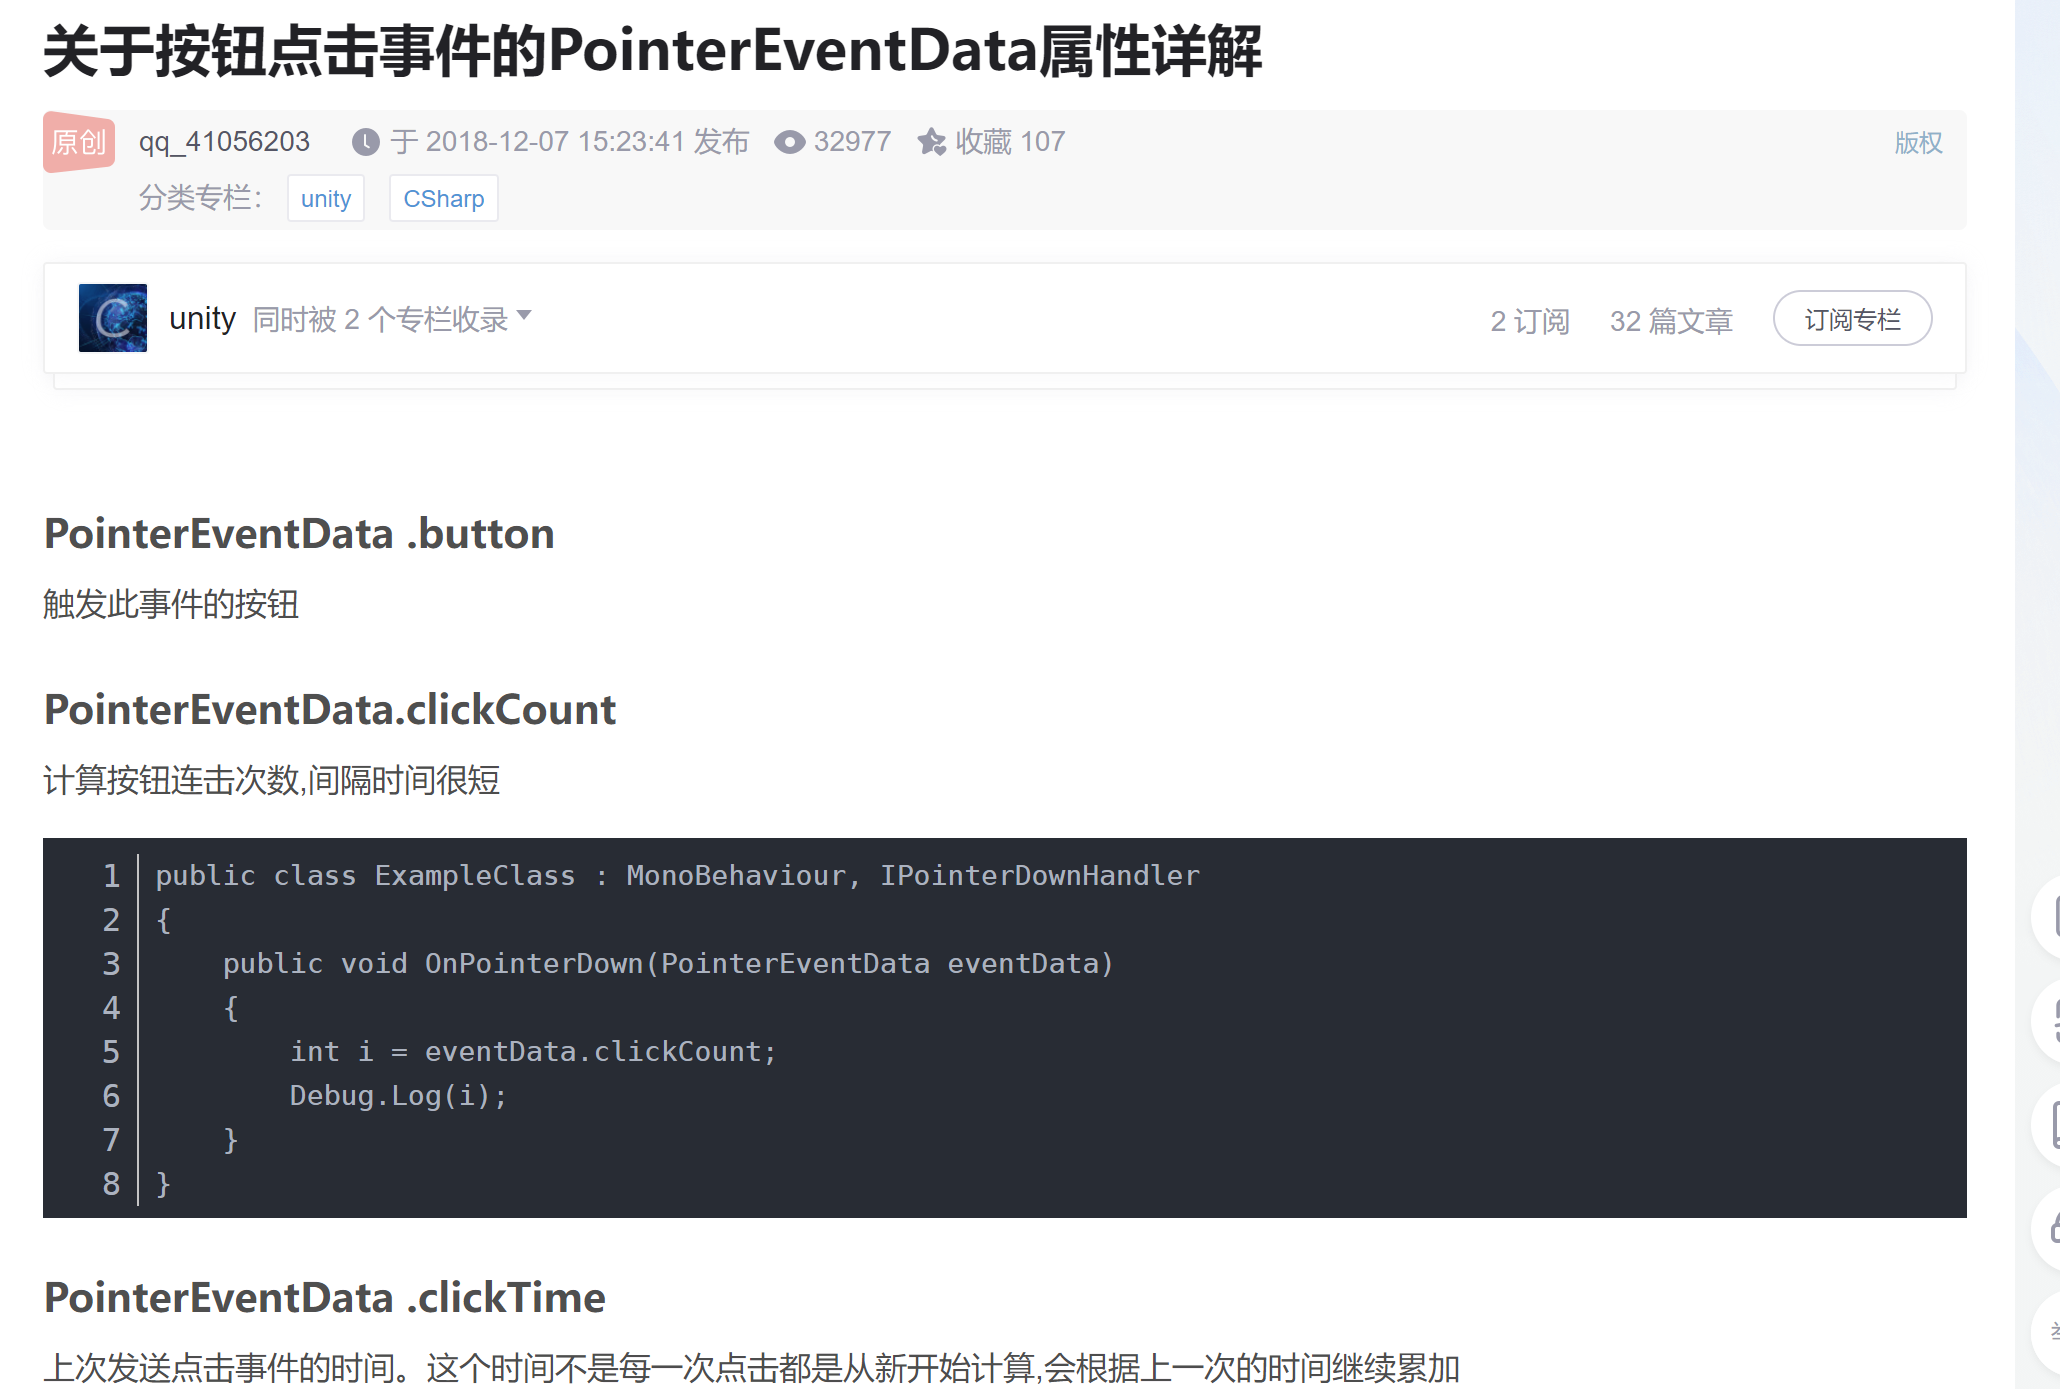 关于按钮点击事件的PointerEventData属性详解
原创 qq_41056203 于 2018-12-07 15:23:41 发布 32977 收藏 107 版权
分类专栏： unity CSharp
unity 同时被 2 个专栏收录 2 订阅 32 篇文章 订阅专栏
PointerEventData .button
触发此事件的按钮
PointerEventData.clickCount
计算按钮连击次数,间隔时间很短
1 public class ExampleClass : MonoBehaviour, IPointerDownHandler
2 {
3     public void OnPointerDown(PointerEventData eventData)
4     {
5         int i = eventData.clickCount;
6         Debug.Log(i);
7     }
8 }
PointerEventData .clickTime
上次发送点击事件的时间。这个时间不是每一次点击都是从新开始计算,会根据上一次的时间继续累加